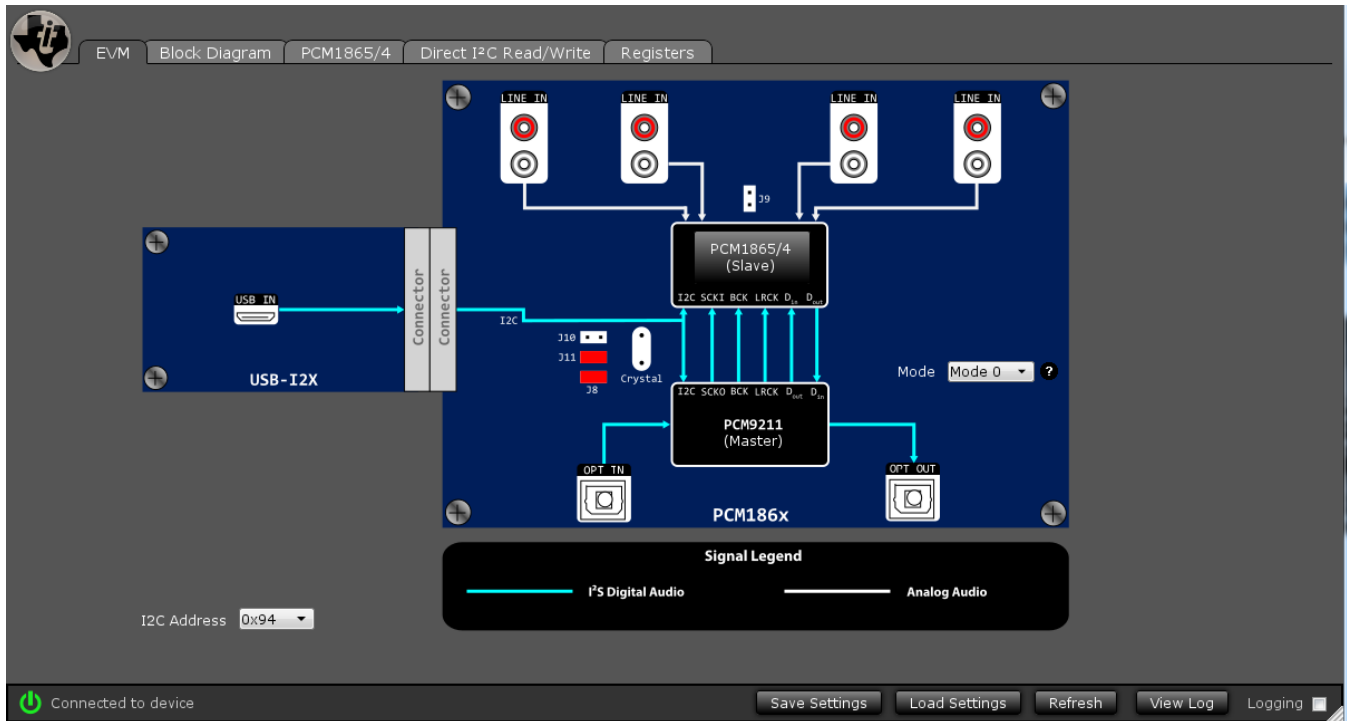 EVM
Block Diagram
PCM1865/4
Direct I²C Read/Write
Registers
LINE IN
LINE IN
LINE IN
LINE IN
J9
PCM1865/4
(Slave)
I2C SCKI BCK LRCK Din Dout
USB IN
Connector
Connector
USB-I2X
I2C
J10
J11
J8
Crystal
Mode Mode 0 ?
I2C SCKO BCK LRCK Dout Din
PCM9211
(Master)
OPT IN
OPT OUT
PCM186x
Signal Legend
I²S Digital Audio
Analog Audio
I2C Address 0x94
Connected to device
Save Settings
Load Settings
Refresh
View Log
Logging